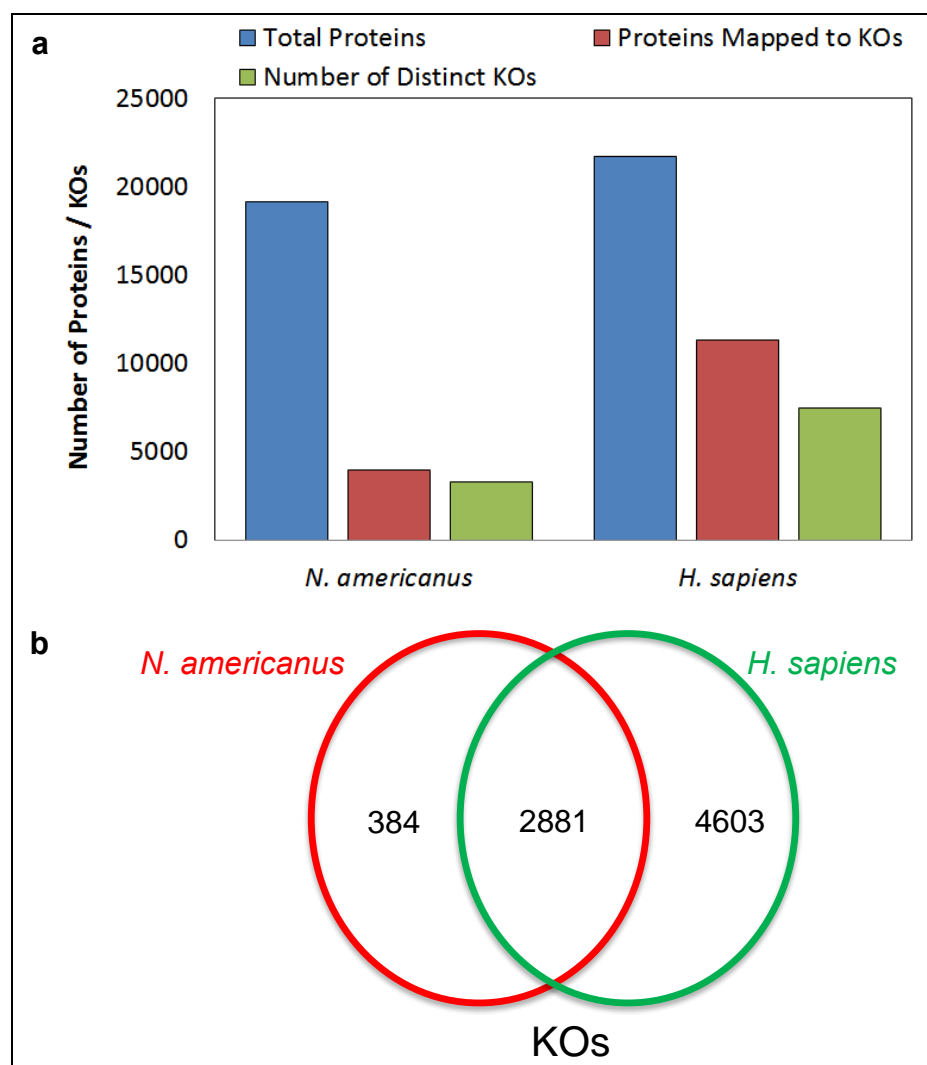 a
Total Proteins
Proteins Mapped to KOs
Number of Distinct KOs
Number of Proteins / KOs
25000
20000
15000
10000
5000
0
N. americanus
H. sapiens
b
N. americanus
H. sapiens
384
2881
4603
KOs